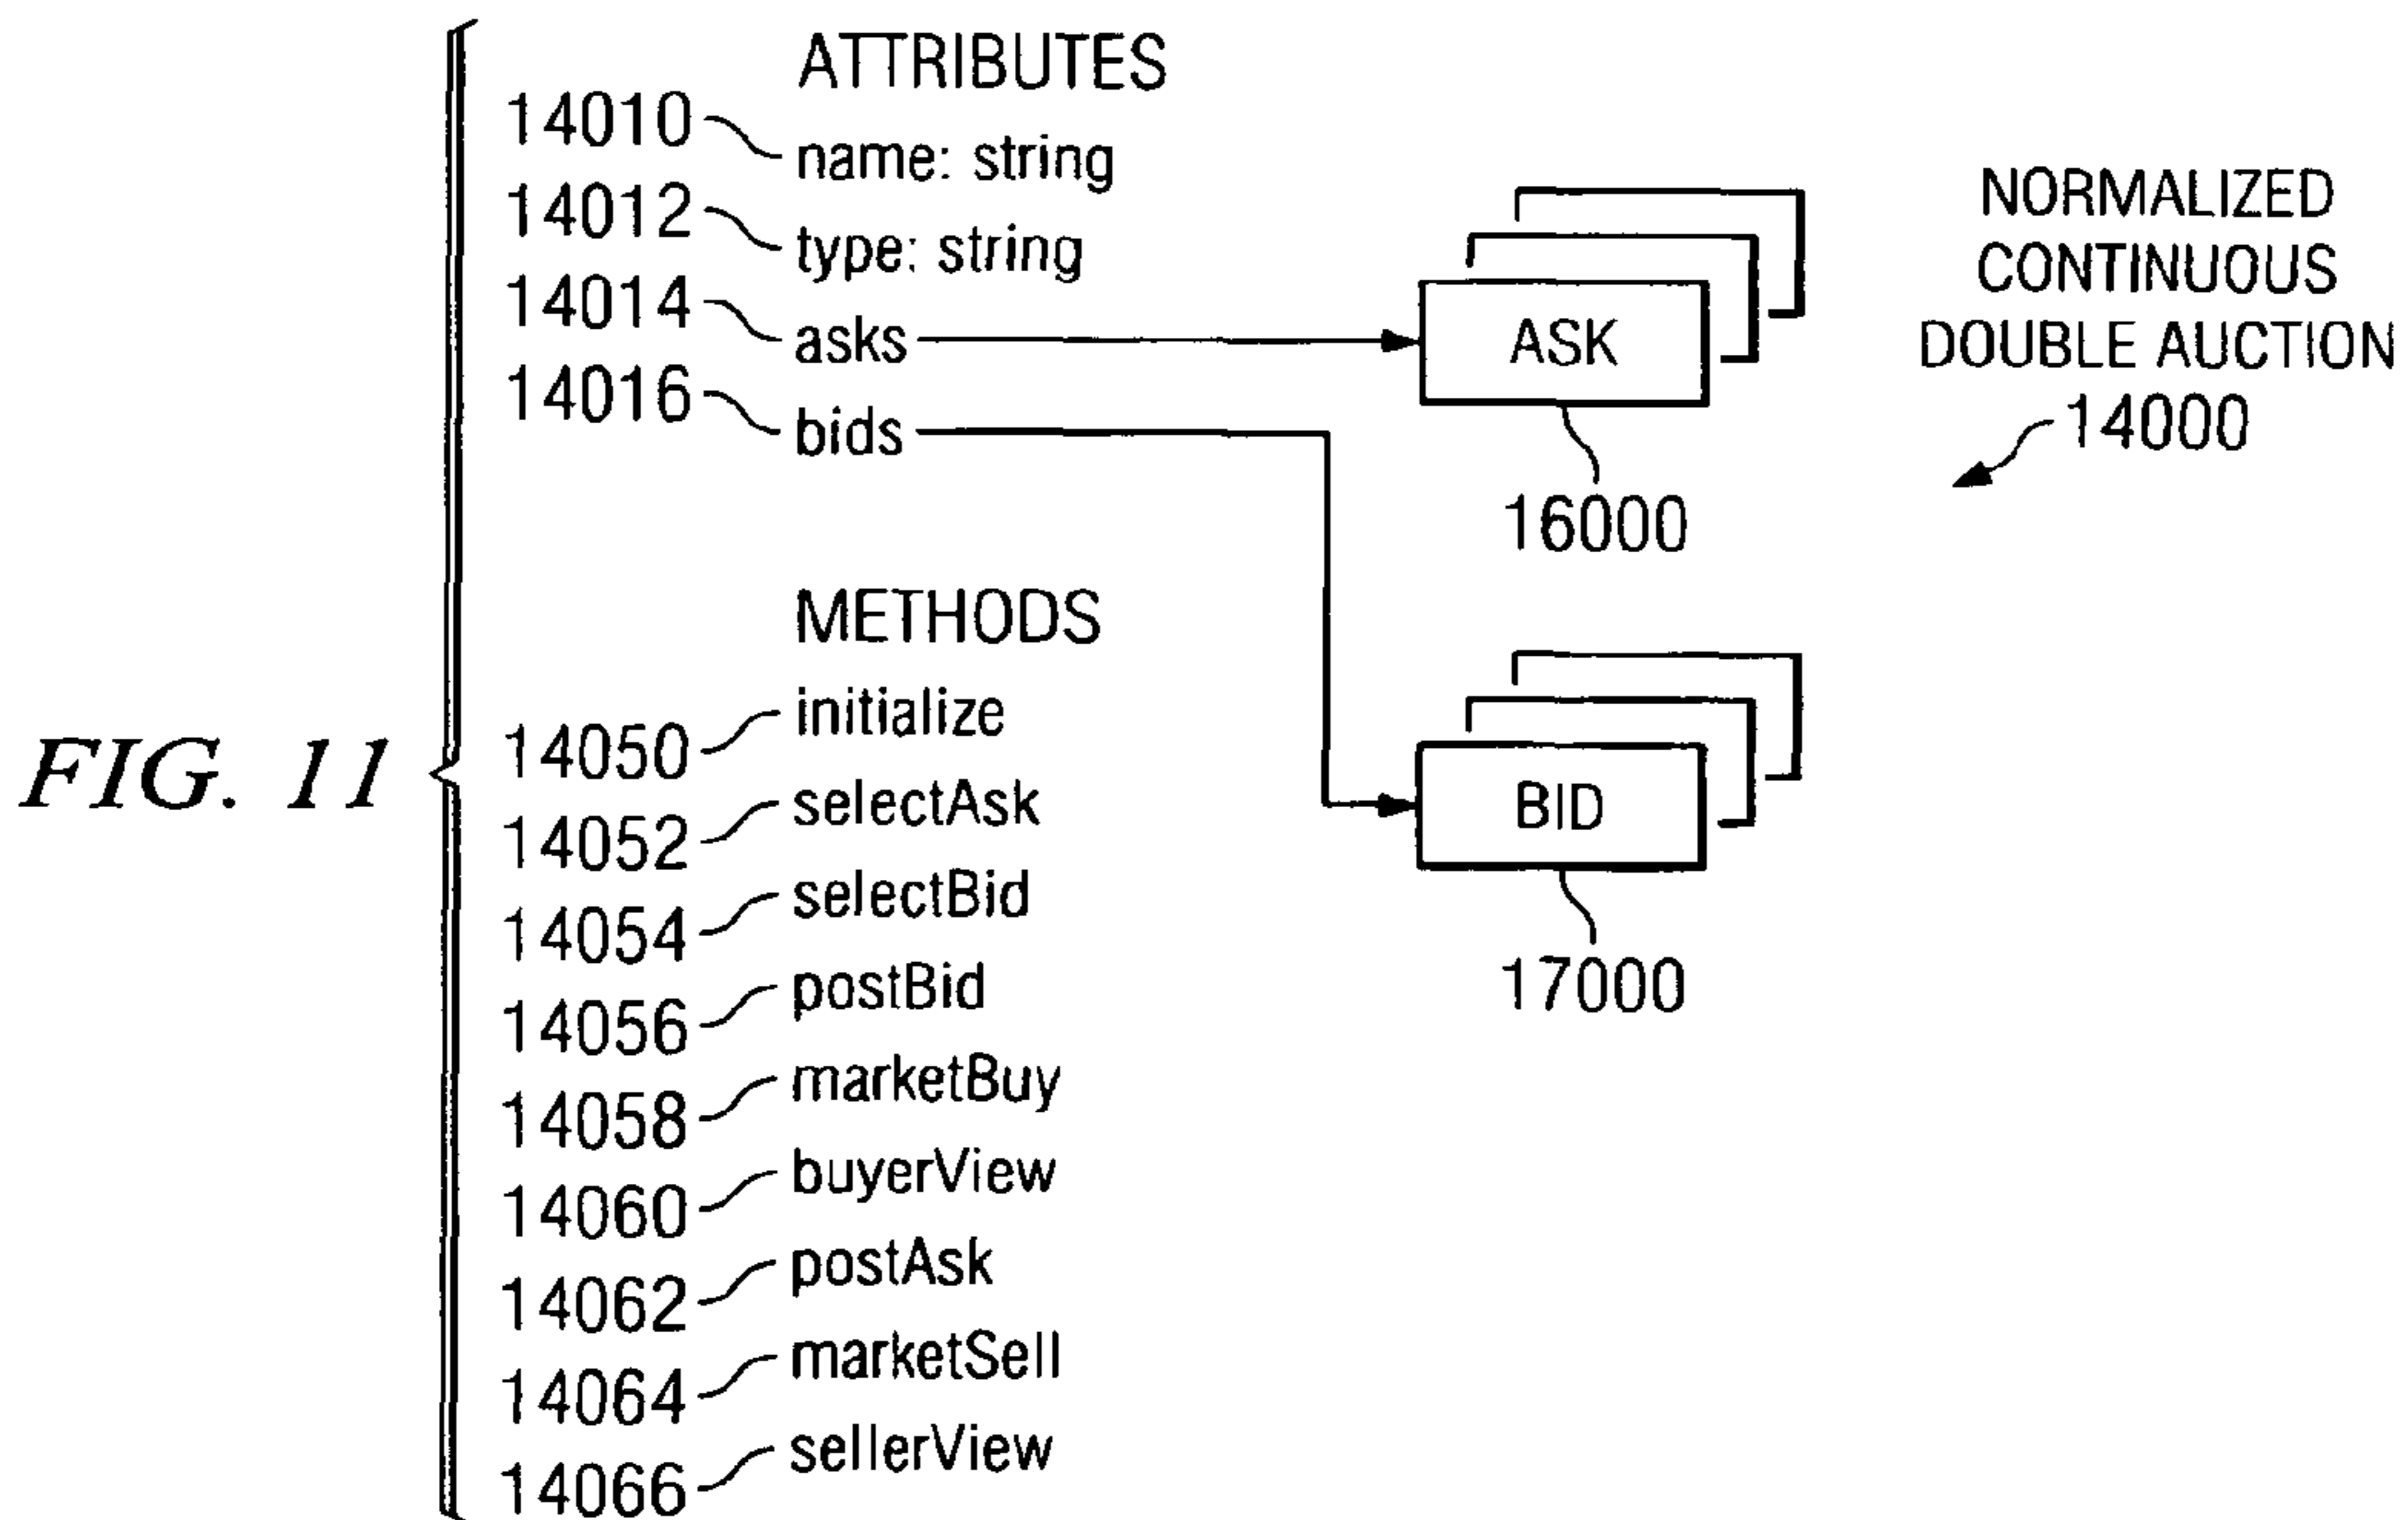 ATTRIBUTES
14010 name: string
14012 type: string
14014 asks
14016 bids
ASK
16000
NORMALIZED
CONTINUOUS
DOUBLE AUCTION
14000
METHODS
14050 initialize
14052 selectAsk
14054 selectBid
14056 postBid
14058 marketBuy
14060 buyerView
14062 postAsk
14064 marketSell
14066 sellerView
BID
17000
FIG. 11